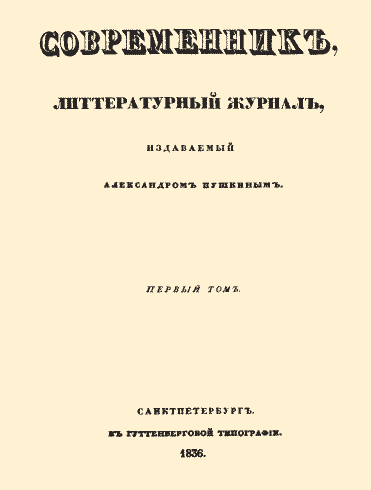 СОВРЕМЕННИКЪ,
ЛИТТЕРАТУРНЫЙ ЖУРНАЛЪ,
ИЗДАВАЕМЫЙ
АЛЕКСАНДРОМЪ ПУШКИНЫМЪ.
ПЕРВЫЙ ТОМЪ.
САНКТПЕТЕРБУРГЪ.
ВЪ ГУТТЕНБЕРГОВОЙ ТИПОГРАФІИ.
1836.